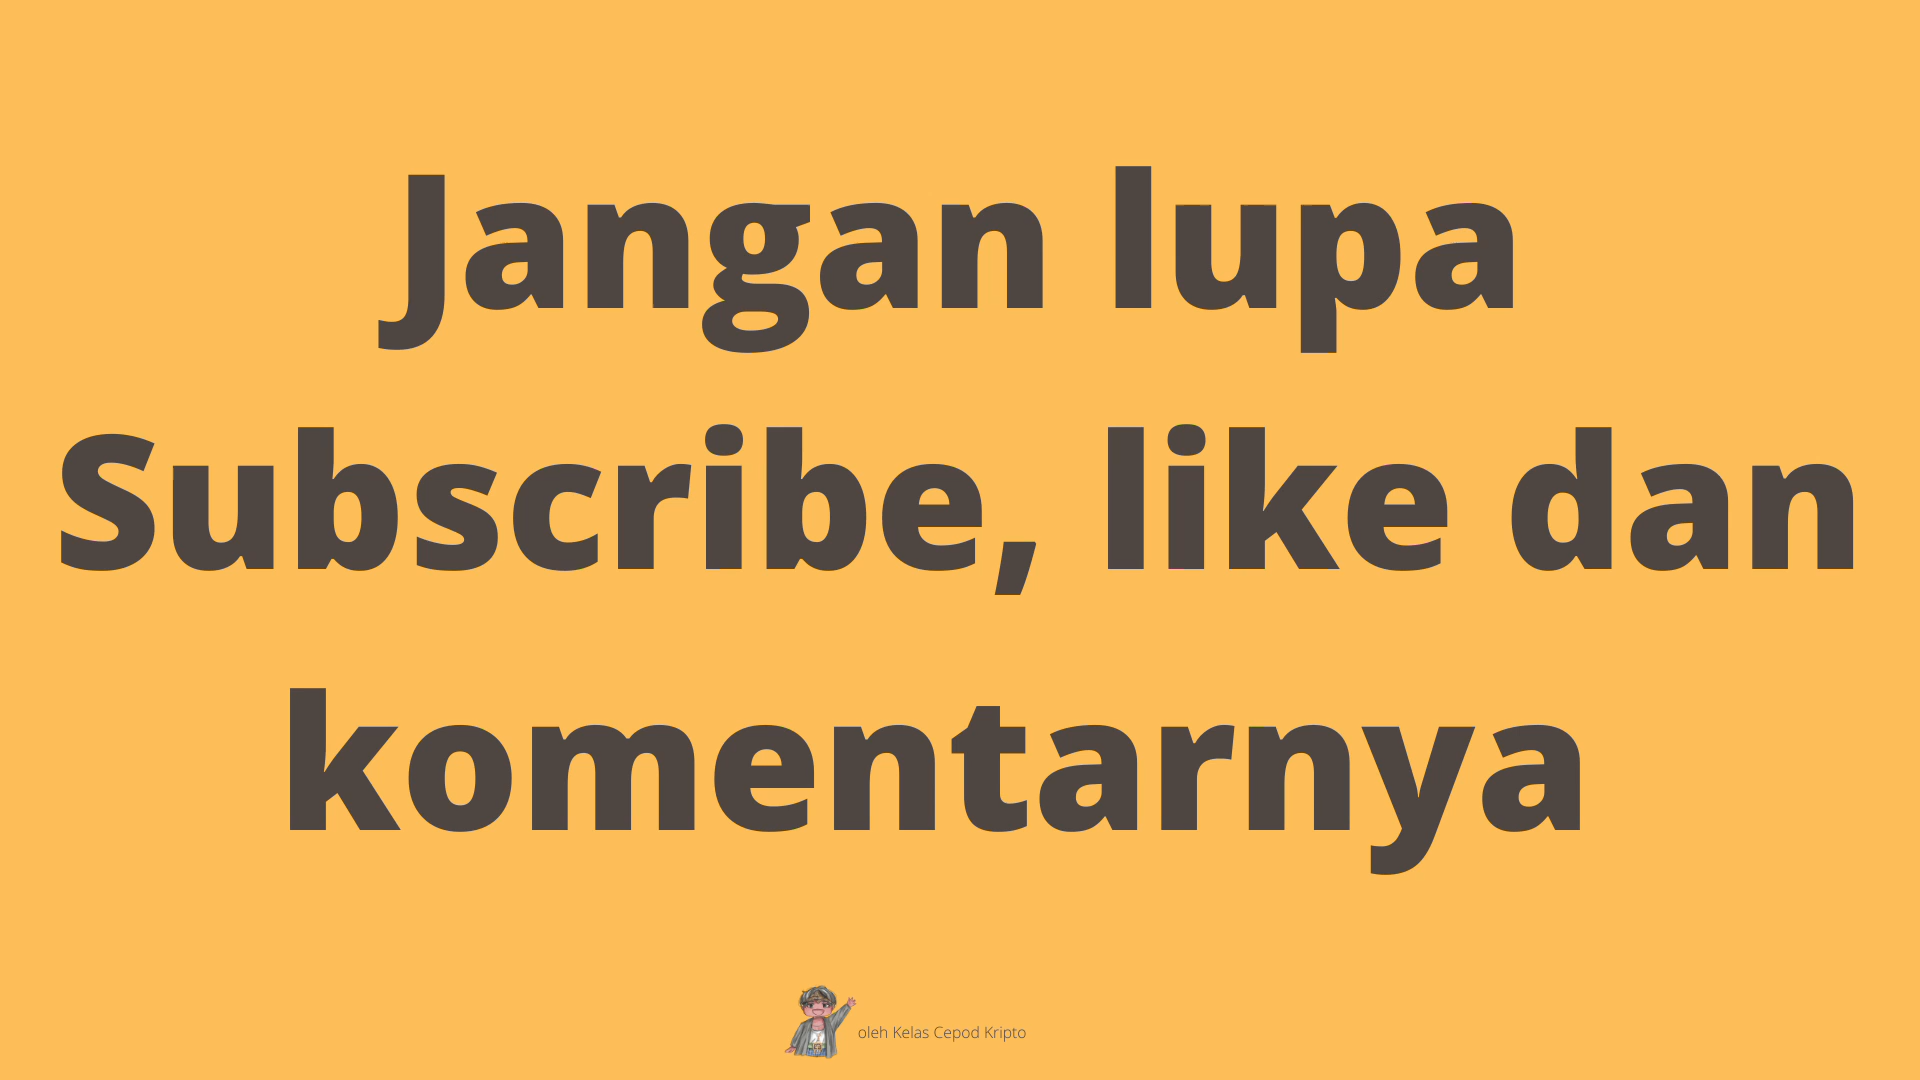 Jangan lupa
Subscribe, like dan
komentarnya
oleh Kelas Cepod Kripto